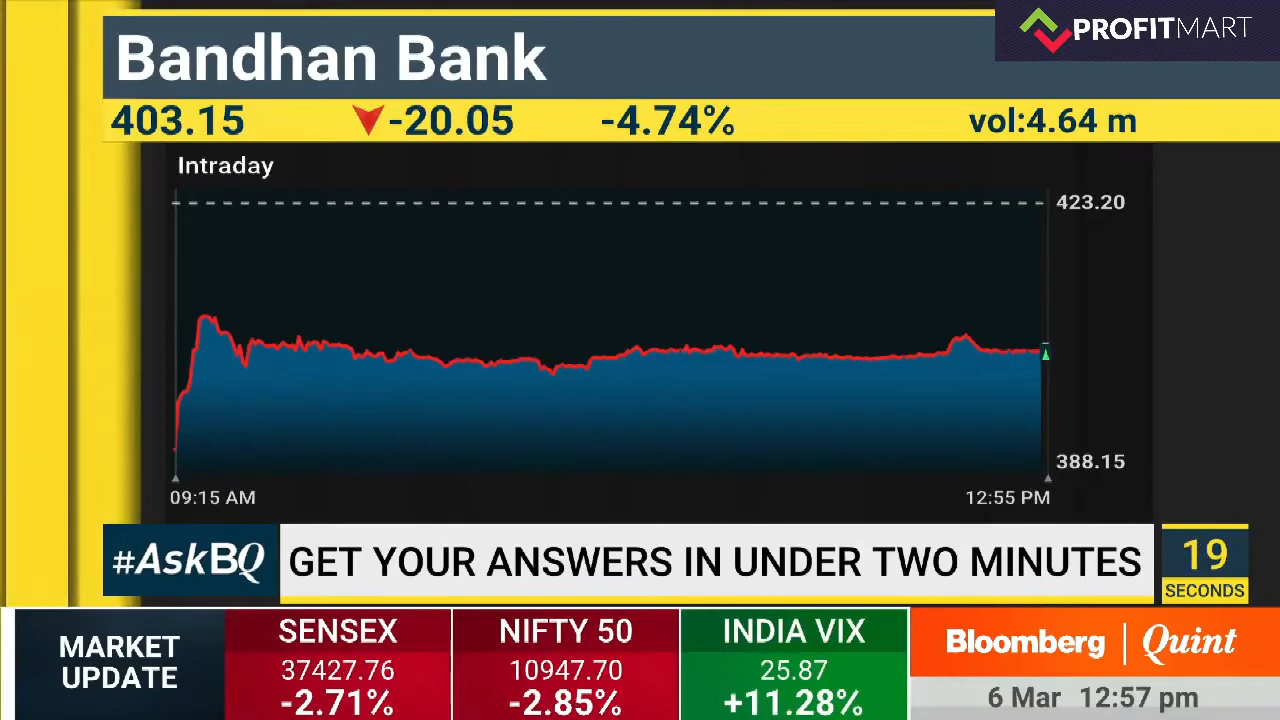 PROFITMART
Bandhan Bank
403.15 -20.05 -4.74% vol:4.64 m
Intraday
423.20
388.15
09:15 AM 12:55 PM
#AskBQ GET YOUR ANSWERS IN UNDER TWO MINUTES 19
SECONDS
MARKET
UPDATE
SENSEX
37427.76
-2.71%
NIFTY 50
10947.70
-2.85%
INDIA VIX
25.87
+11.28%
Bloomberg | Quint
6 Mar 12:57 pm